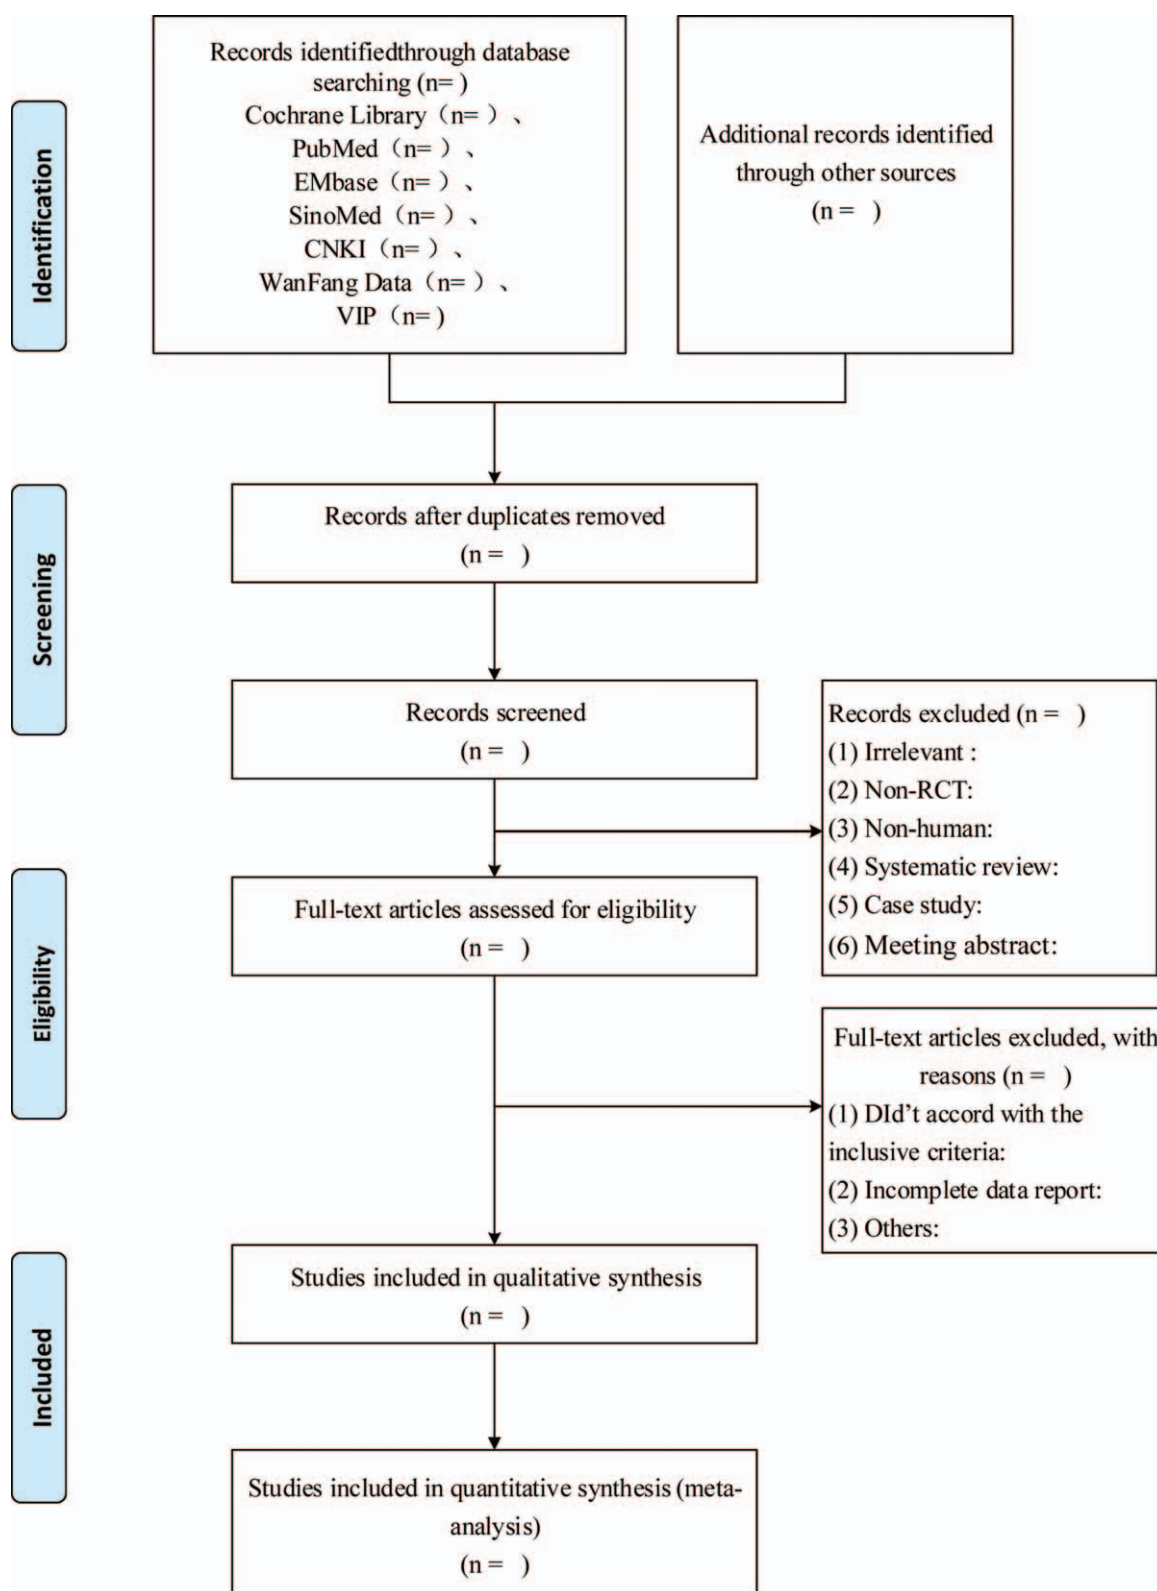 Identification
Records identifiedthrough database
searching (n= )
Cochrane Library（n= ）、
PubMed（n= ）、
EMbase（n= ）、
SinoMed（n= ）、
CNKI（n= ）、
WanFang Data（n= ）、
VIP（n= )
Additional records identified
through other sources
(n =   )
Screening
Records after duplicates removed
(n =   )
Records screened
(n =   )
Records excluded (n =   )
(1) Irrelevant :
(2) Non-RCT:
(3) Non-human:
(4) Systematic review:
(5) Case study:
(6) Meeting abstract:
Eligibility
Full-text articles assessed for eligibility
(n =   )
Full-text articles excluded, with
reasons (n =   )
(1) DId’t accord with the
inclusive criteria:
(2) Incomplete data report:
(3) Others:
Included
Studies included in qualitative synthesis
(n =   )
Studies included in quantitative synthesis (meta-
analysis)
(n =   )